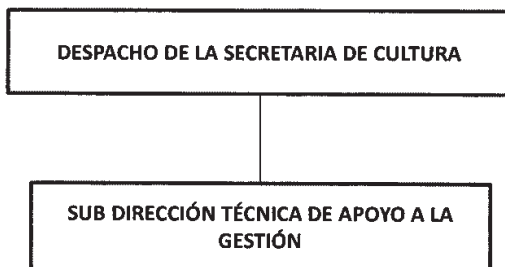 DESPACHO DE LA SECRETARIA DE CULTURA
SUB DIRECCIÓN TÉCNICA DE APOYO A LA
GESTIÓN